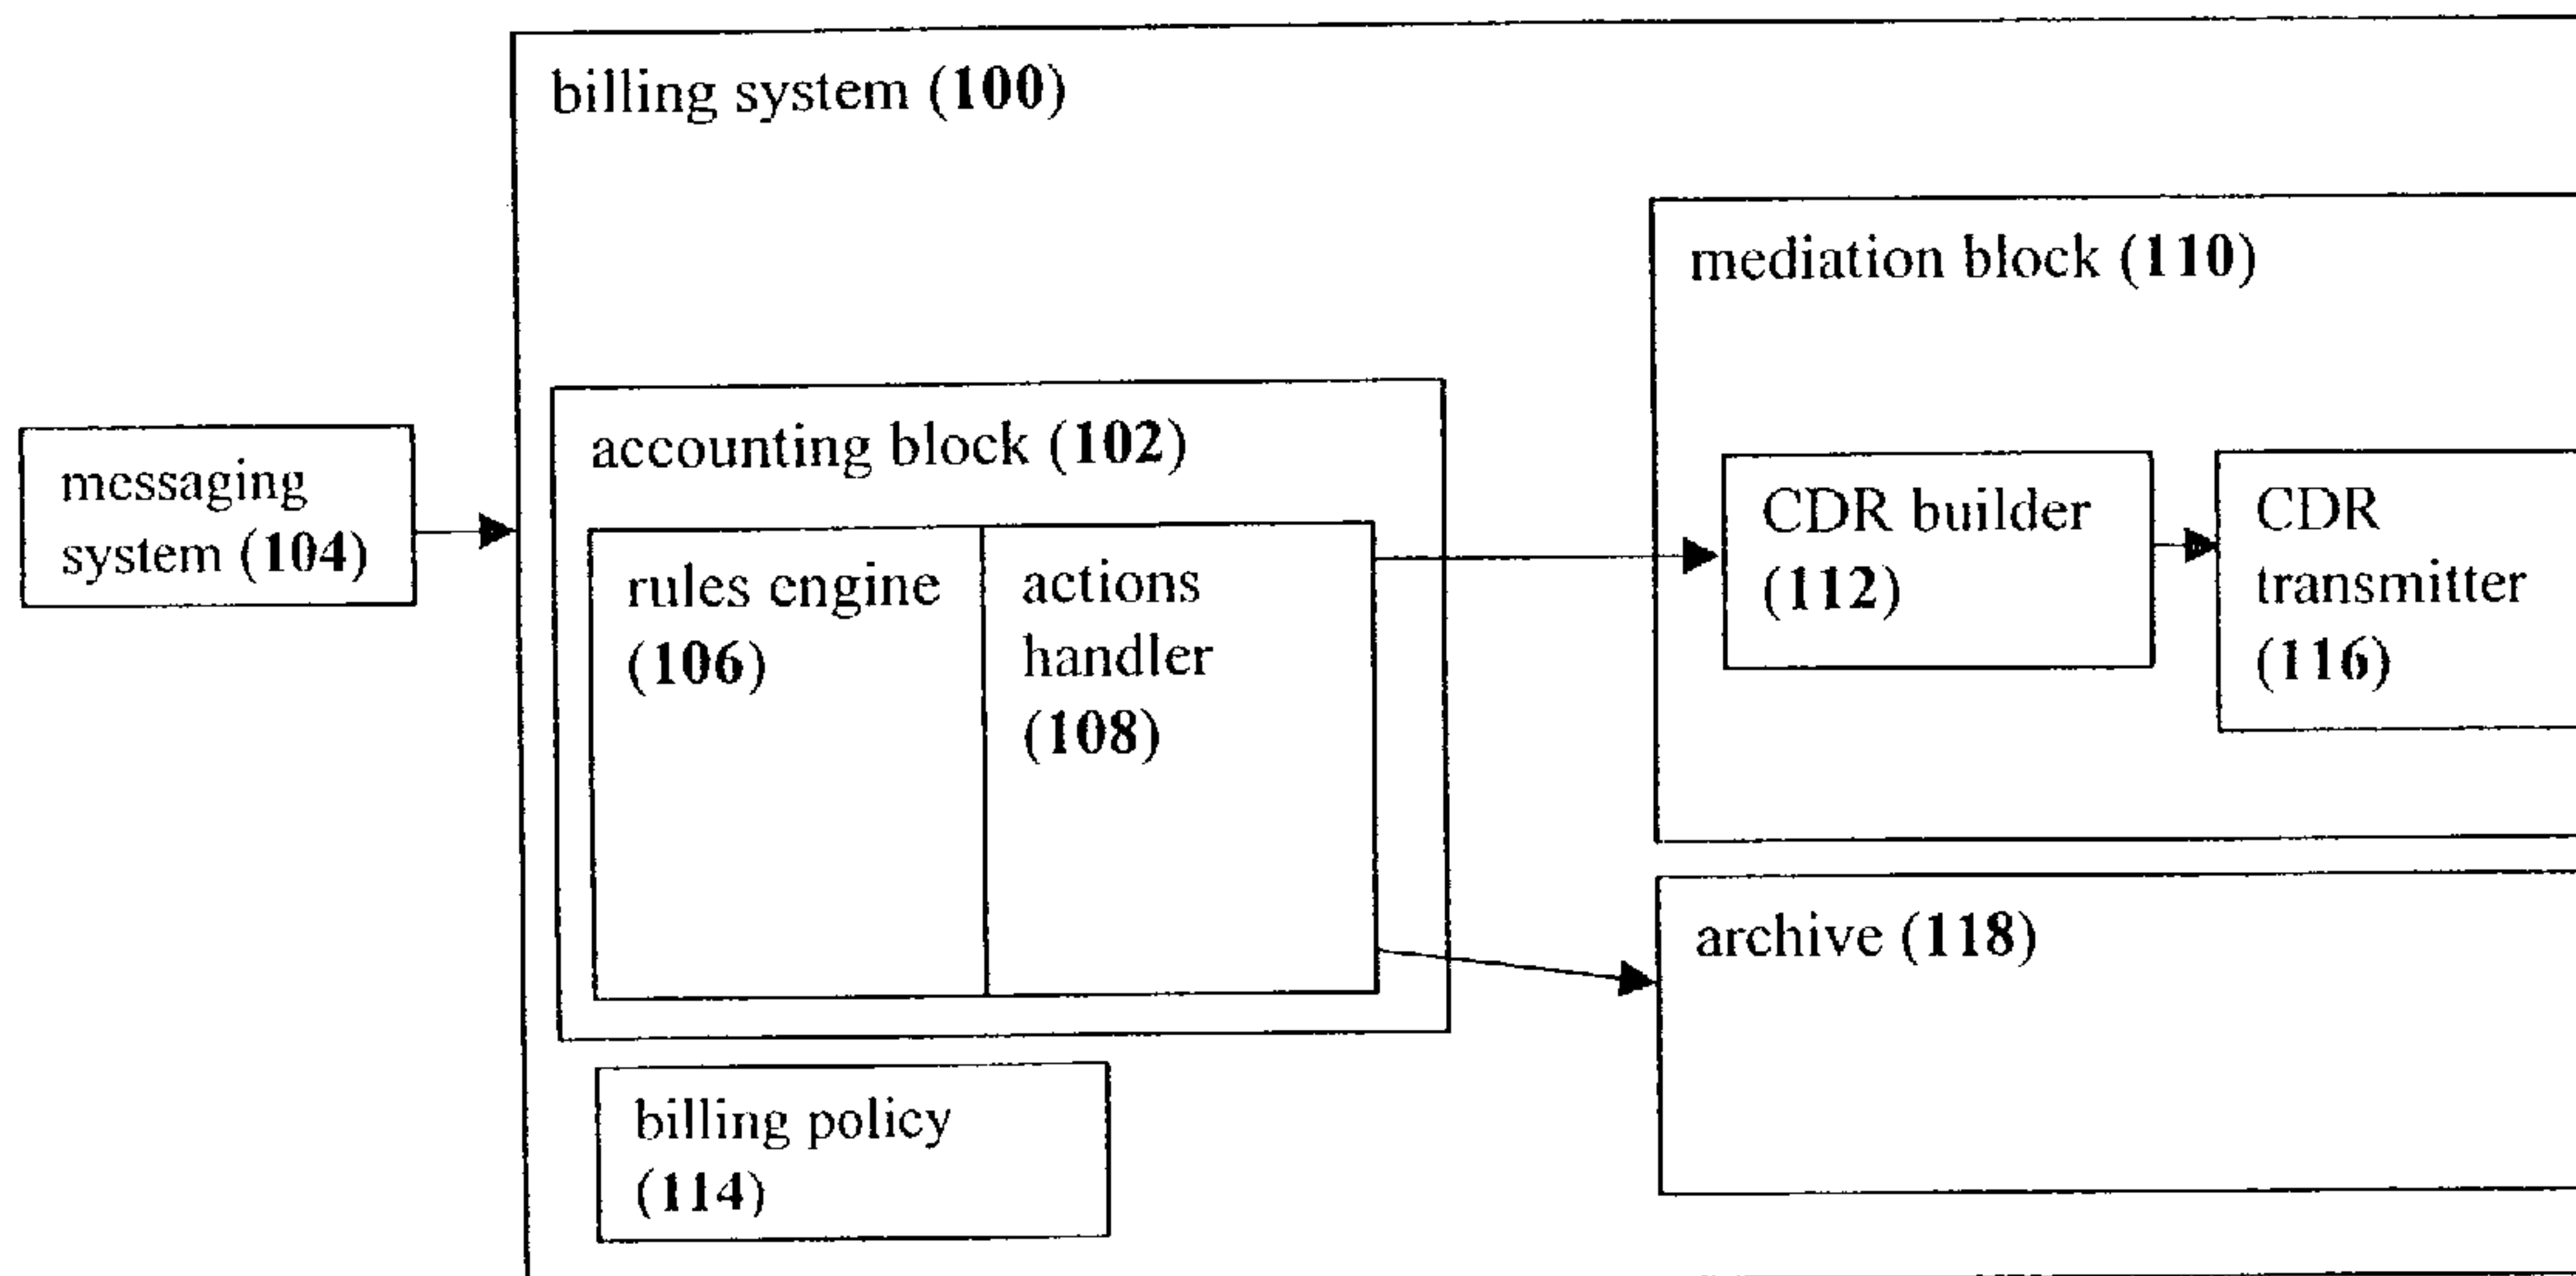 billing system (100)
mediation block (110)
accounting block (102)
messaging
system (104)
rules engine
(106)
actions
handler
(108)
CDR builder
(112)
CDR
transmitter
(116)
archive (118)
billing policy
(114)